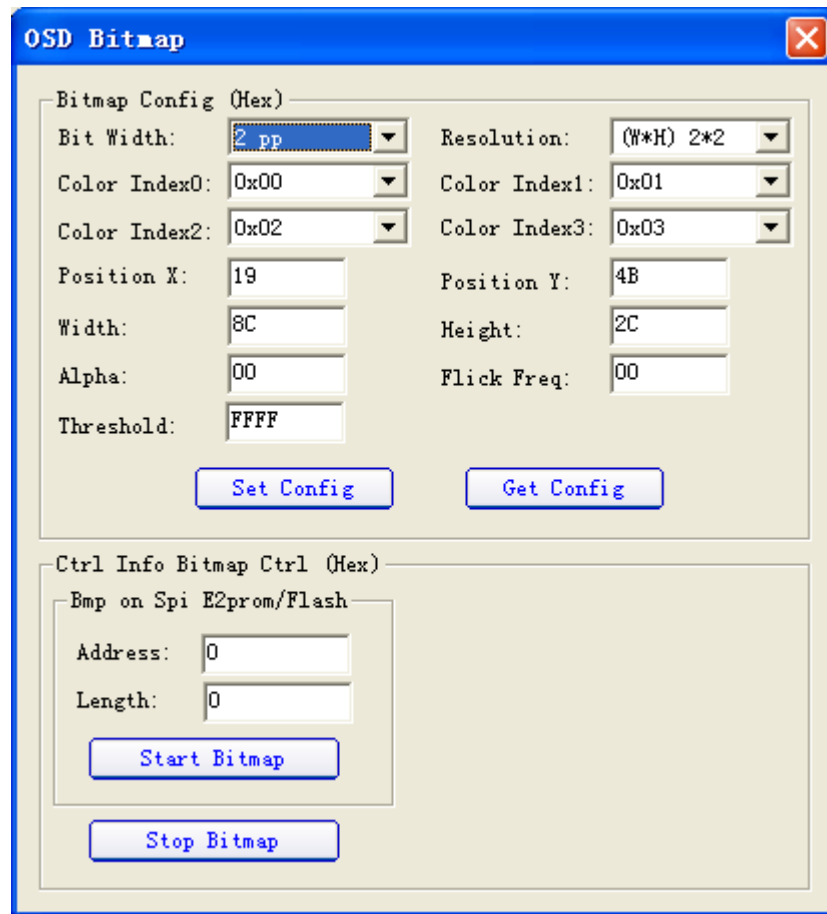 OSD Bitmap
Bitmap Config (Hex)
Bit Width: 2 pp Resolution: (W*H) 2*2
Color Index0: 0x00 Color Index1: 0x01
Color Index2: 0x02 Color Index3: 0x03
Position X: 19 Position Y: 4B
Width: 8C Height: 2C
Alpha: 00 Flick Freq: 00
Threshold: FFFF
Set Config Get Config
Ctrl Info Bitmap Ctrl (Hex)
Bmp on Spi E2prom/Flash
Address: 0
Length: 0
Start Bitmap
Stop Bitmap